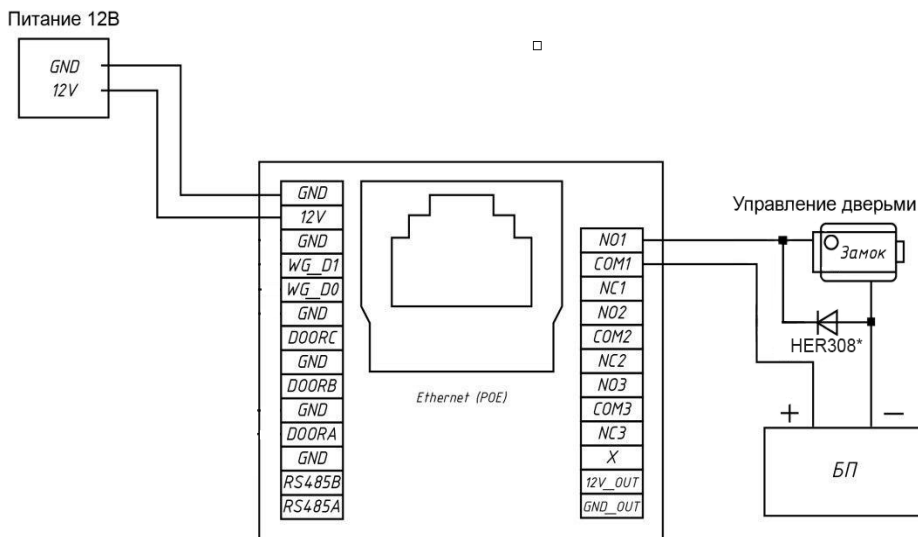 Питание 12В
GND
12V
GND
12V
GND
WG_D1
WG_D0
GND
DOORC
GND
DOORB
GND
DOORA
GND
RS485B
RS485A
Ethernet (POE)
NO1
COM1
NC1
NO2
COM2
NC2
NO3
COM3
NC3
X
12V_OUT
GND_OUT
Управление дверьми
Замок
HER308*
+ −
БП